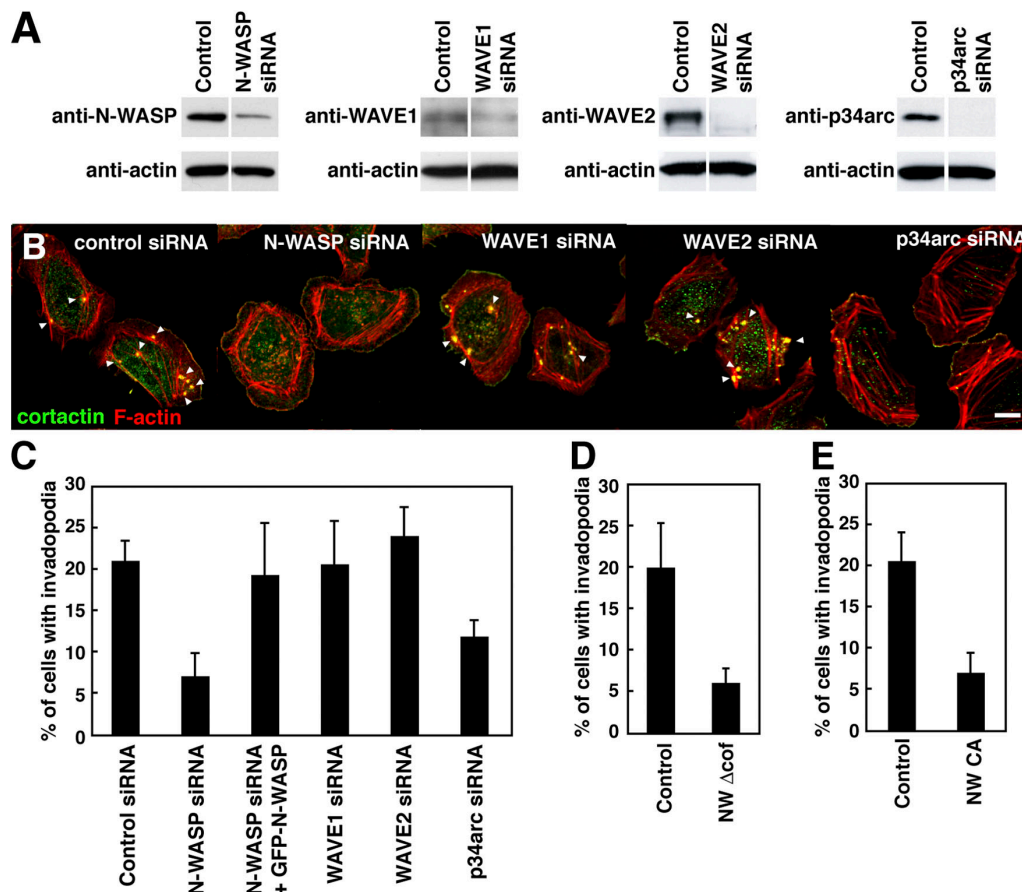 A
Control
N-WASP
siRNA
anti-N-WASP
anti-actin
Control
WAVE1
siRNA
anti-WAVE1
anti-actin
Control
WAVE2
siRNA
anti-WAVE2
anti-actin
Control
p34arc
siRNA
anti-p34arc
anti-actin
B
control siRNA
N-WASP siRNA
WAVE1 siRNA
WAVE2 siRNA
p34arc siRNA
cortactin F-actin
C
% of cells with invadopodia
30
25
20
15
10
5
0
Control siRNA
N-WASP siRNA
N-WASP siRNA
+ GFP-N-WASP
WAVE1 siRNA
WAVE2 siRNA
p34arc siRNA
D
% of cells with invadopodia
30
25
20
15
10
5
0
Control
NW Δcof
E
% of cells with invadopodia
30
25
20
15
10
5
0
Control
NW CA